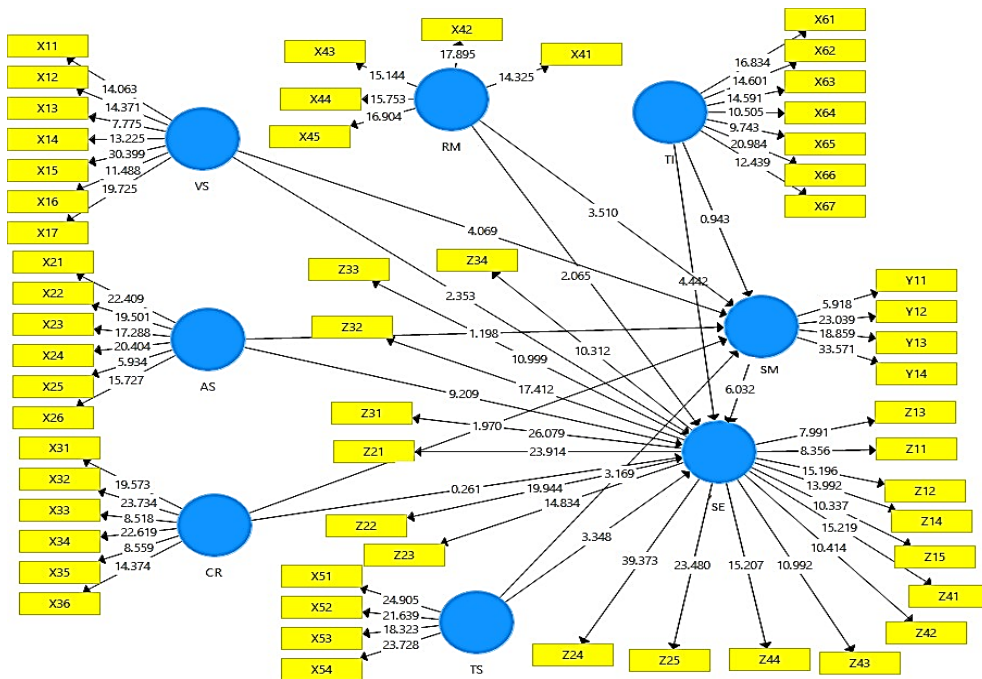 X11
X12
X13
X14
X15
X16
X17
14.063
14.371
7.775
13.225
30.399
11.488
19.725
VS
X43
X42
X41
X44
X45
15.144
17.895
14.325
15.753
16.904
RM
X61
X62
X63
X64
X65
X66
X67
16.834
14.601
14.591
10.505
9.743
20.984
12.439
TI
3.510
0.943
4.069
2.065
4.442
2.353
X21
X22
X23
X24
X25
X26
22.409
19.501
17.288
20.404
5.934
15.727
AS
Z33
Z34
Z32
1.198
10.999
10.312
17.412
9.209
Y11
Y12
Y13
Y14
5.918
23.039
18.859
33.571
SM
6.032
Z31
Z21
26.079
1.970
23.914
X31
X32
X33
X34
X35
X36
19.573
23.734
8.518
22.619
8.559
14.374
CR
0.261
3.169
Z22
Z23
19.944
14.834
3.348
SE
Z13
Z11
Z12
Z14
Z15
Z41
Z42
7.991
8.356
15.196
13.992
10.337
15.219
10.414
39.373
23.480
15.207
10.992
Z24
Z25
Z44
Z43
X51
X52
X53
X54
24.905
21.639
18.323
23.728
TS